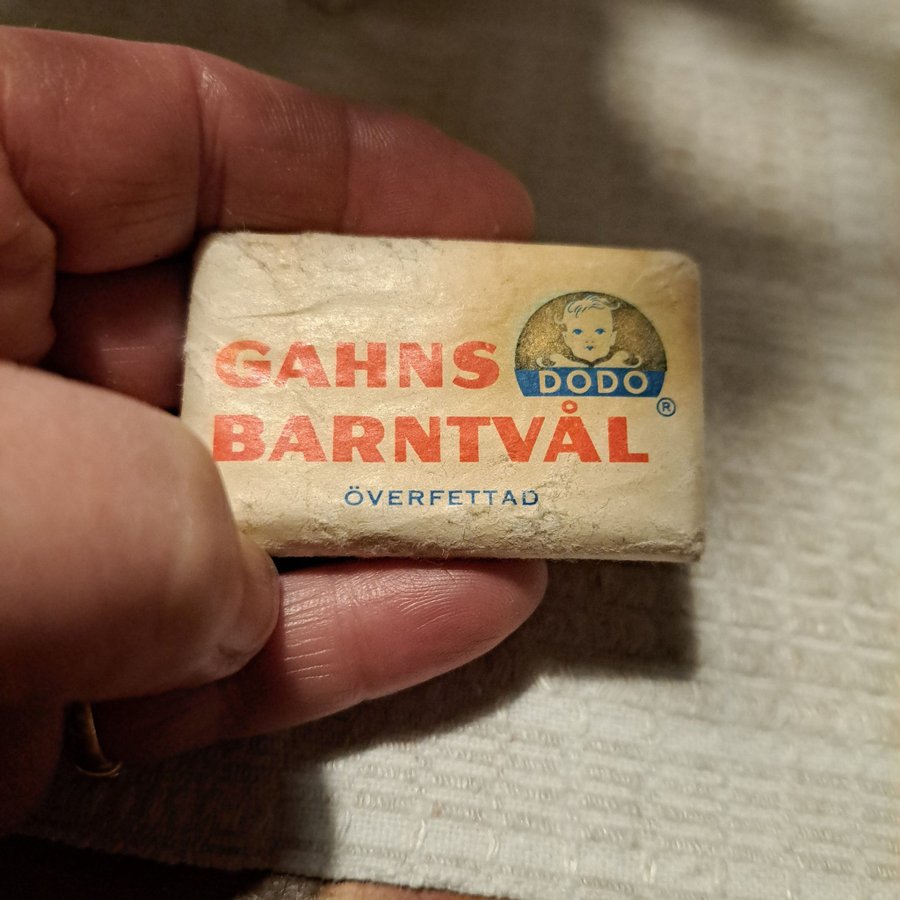 GAHNS
DODO
®
BARNTVÅL
ÖVERFETTAD